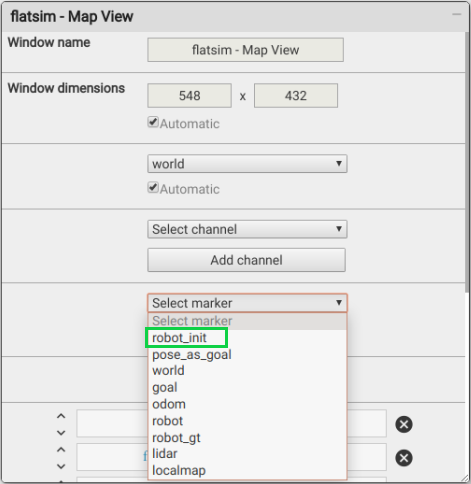 flatsim - Map View
Window name
flatsim - Map View
Window dimensions
548 x 432
Automatic
world
Automatic
Select channel
Add channel
Select marker
Select marker
robot_init
pose_as_goal
world
goal
odom
robot
robot_gt
lidar
localmap